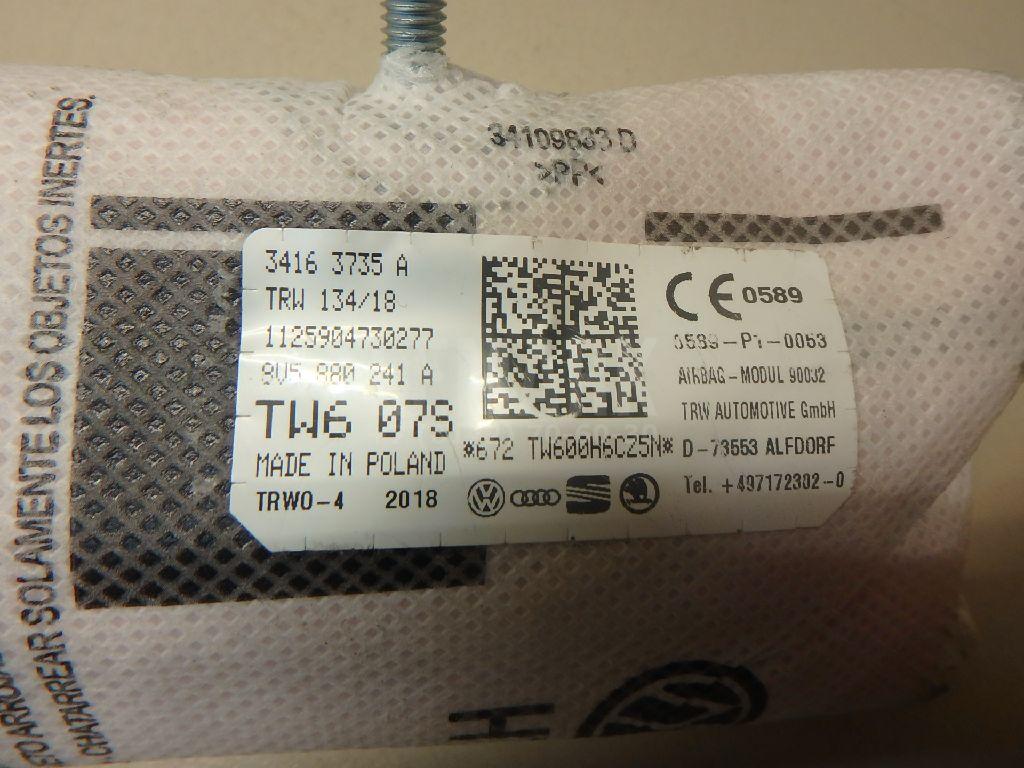 34109833 D
>PA<
3416 3735 A
TRW 134/18
1125904730277
8V5 880 241 A
TW6 07S
MADE IN POLAND
TRWO-4 2018
*672 TW600H6CZ5N*
CE 0589
0589-P1-0053
AIRBAG-MODUL 90032
TRW AUTOMOTIVE GmbH
D-73553 ALFDORF
Tel. +497172302-0
SOLAMENTE LOS OBJETOS INERTES.
CHATARREAR
H